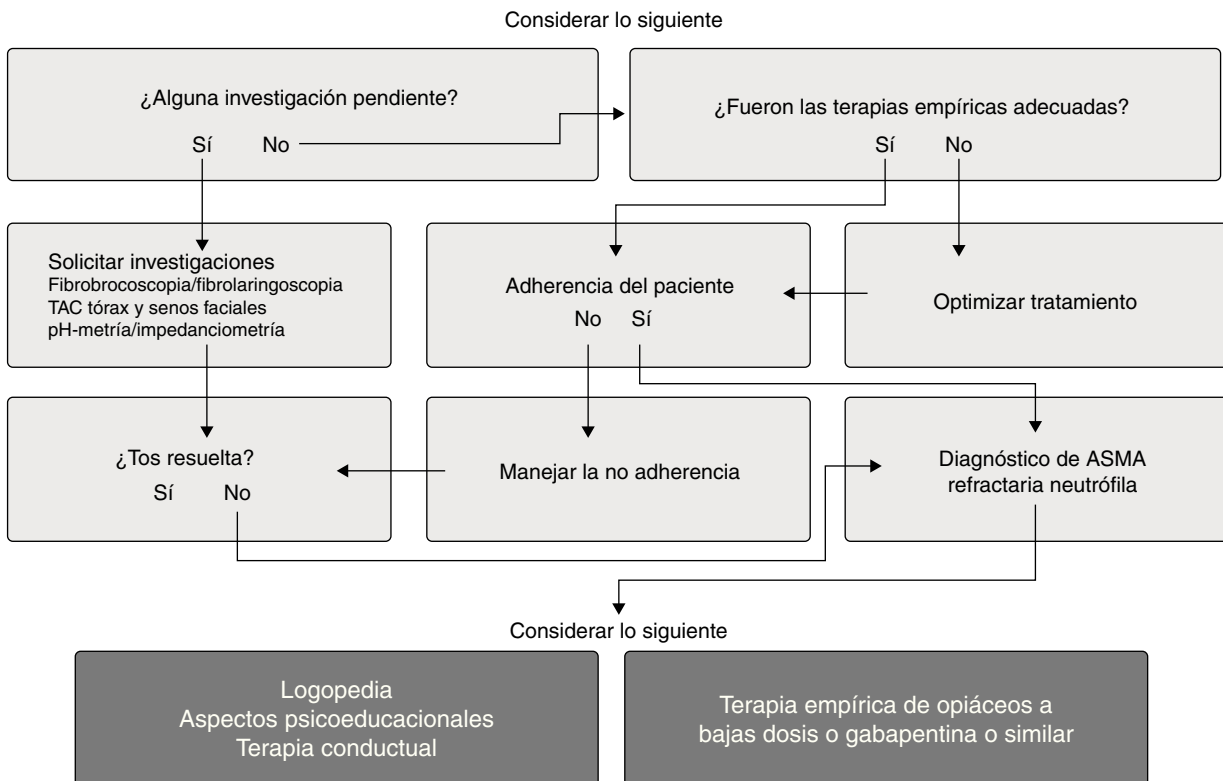 Considerar lo siguiente
¿Alguna investigación pendiente?
Sí No
¿Fueron las terapias empíricas adecuadas?
Sí No
Solicitar investigaciones
Fibrobrocoscopia/fibrolaringoscopia
TAC tórax y senos faciales
pH-metría/impedanciometría
Adherencia del paciente
No Sí
Optimizar tratamiento
¿Tos resuelta?
Sí No
Manejar la no adherencia
Diagnóstico de ASMA
refractaria neutrófila
Considerar lo siguiente
Logopedia
Aspectos psicoeducacionales
Terapia conductual
Terapia empírica de opiáceos a
bajas dosis o gabapentina o similar